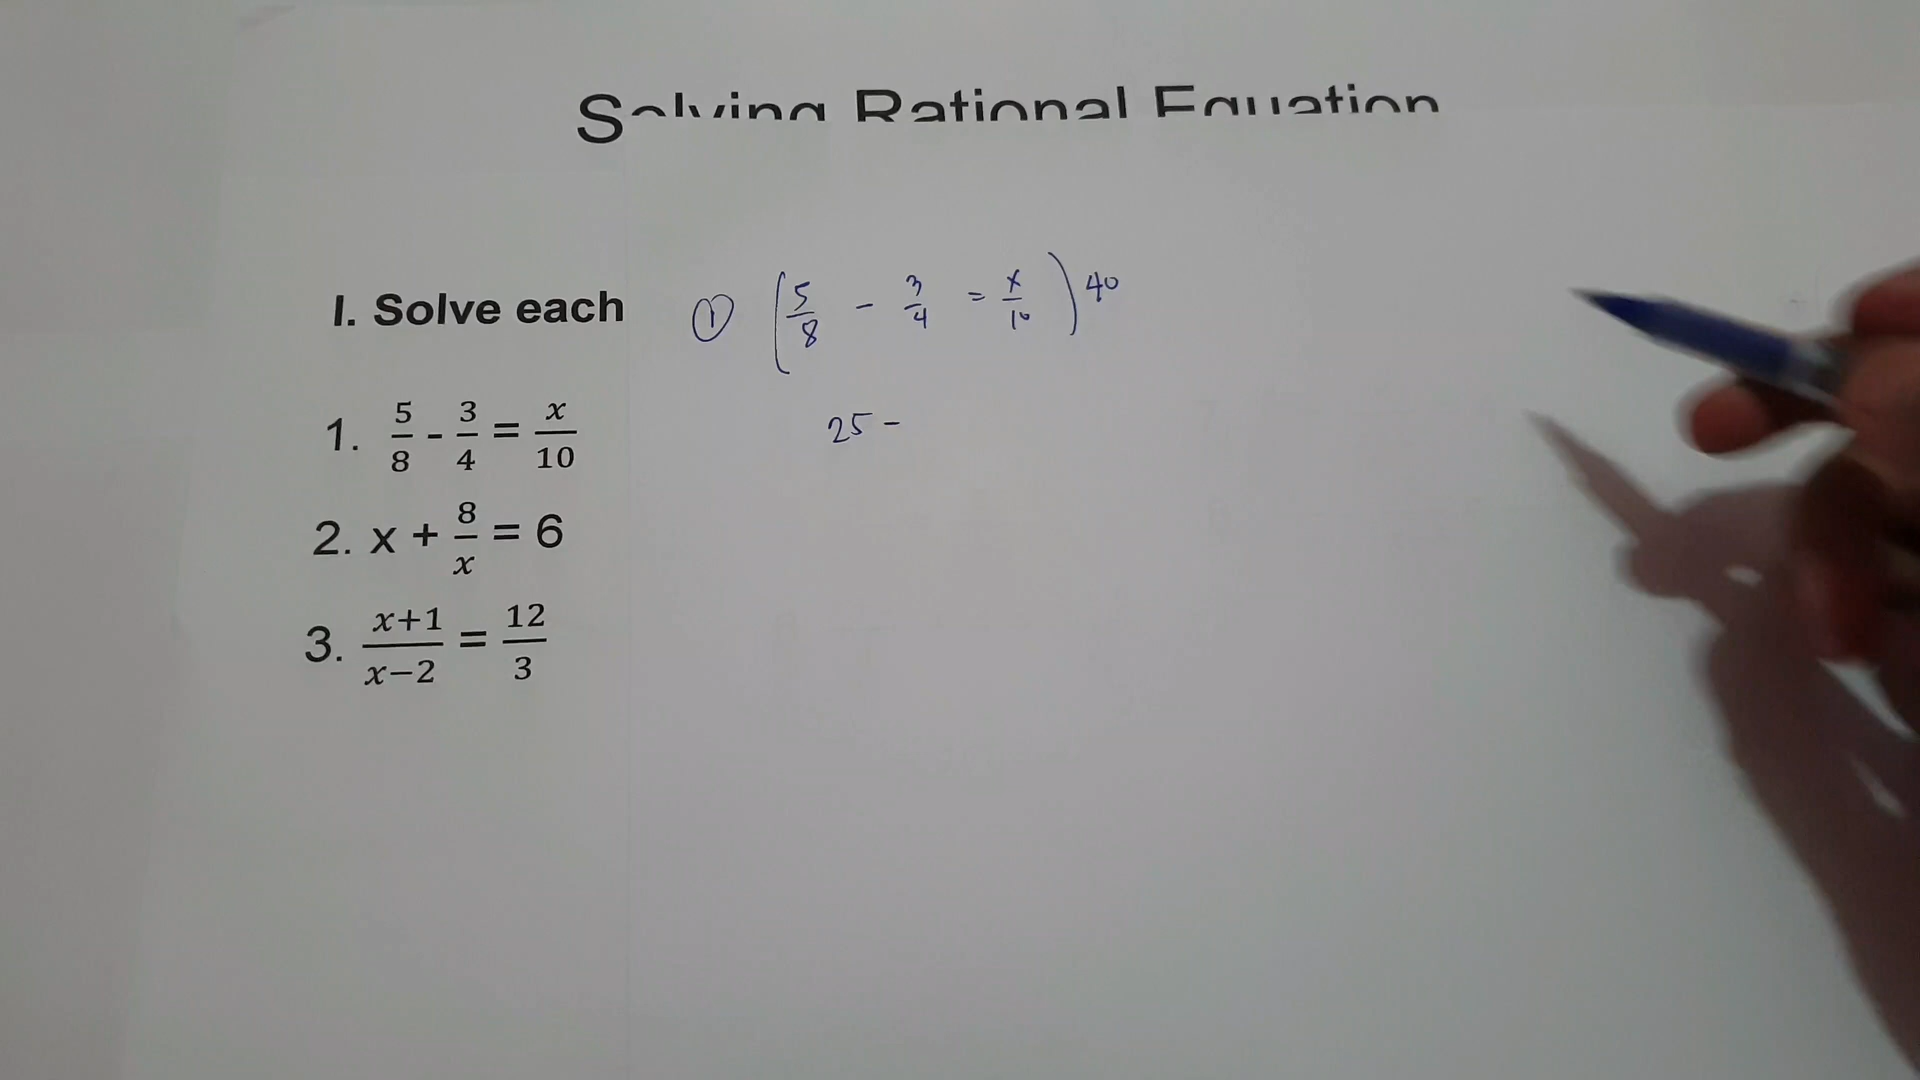 Solving Rational Equation
I. Solve each
1. 5/8 - 3/4 = x/10
2. x + 8/x = 6
3. x+1/x−2 = 12/3
① (5/8 - 3/4 = x/10) 40
25 -